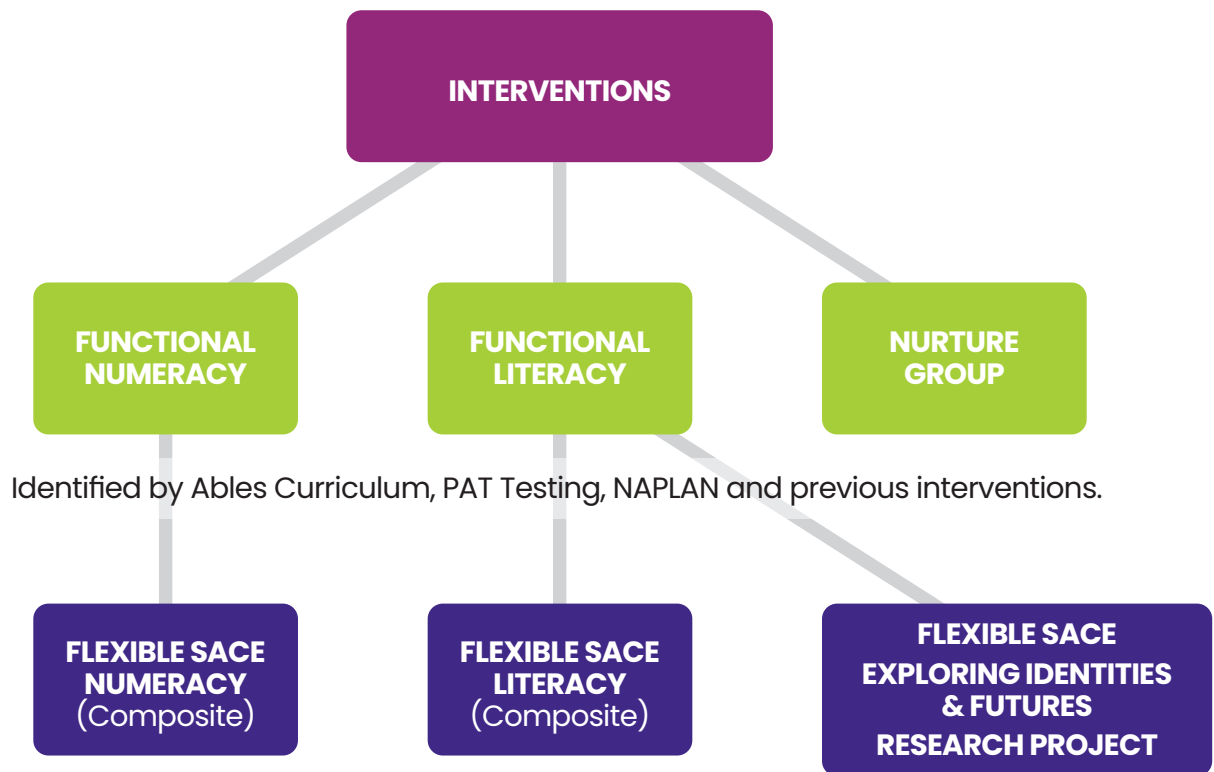 INTERVENTIONS
FUNCTIONAL
NUMERACY
FUNCTIONAL
LITERACY
NURTURE
GROUP
Identified by Ables Curriculum, PAT Testing, NAPLAN and previous interventions.
FLEXIBLE SACE
NUMERACY
(Composite)
FLEXIBLE SACE
LITERACY
(Composite)
FLEXIBLE SACE
EXPLORING IDENTITIES
& FUTURES
RESEARCH PROJECT